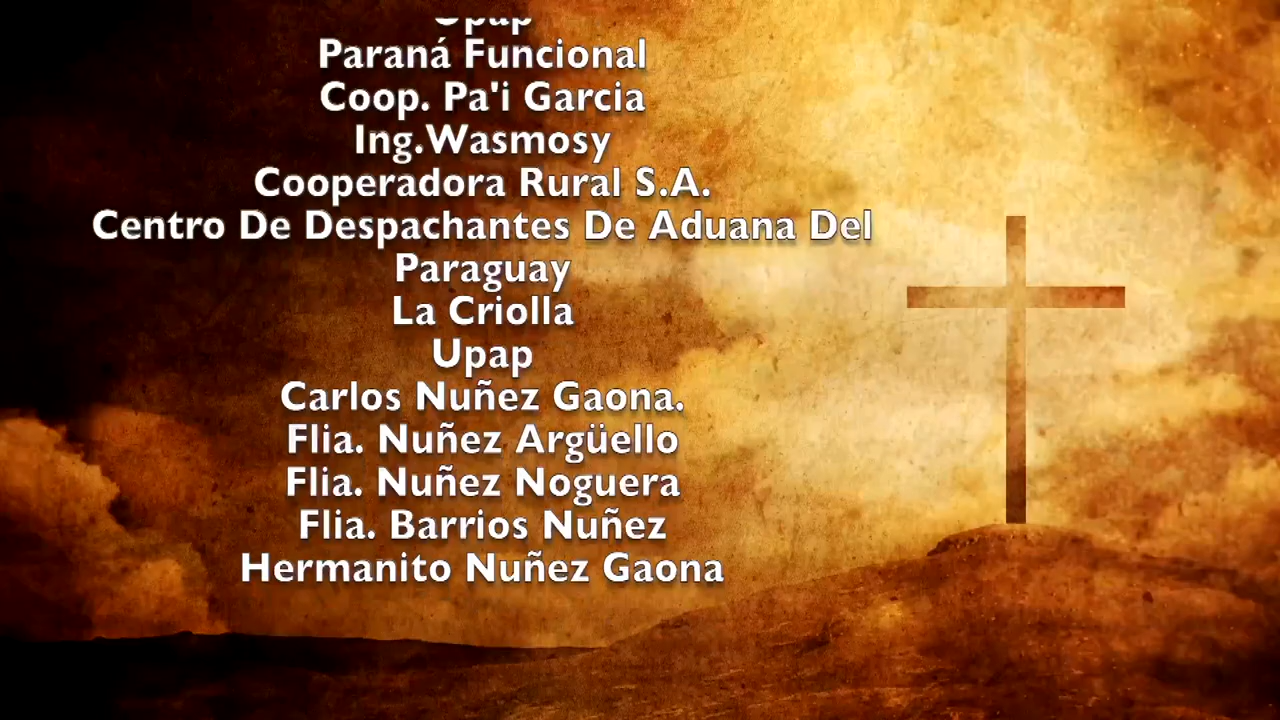 Upap
Paraná Funcional
Coop. Pa'i Garcia
Ing.Wasmosy
Cooperadora Rural S.A.
Centro De Despachantes De Aduana Del
Paraguay
La Criolla
Upap
Carlos Nuñez Gaona.
Flia. Nuñez Argüello
Flia. Nuñez Noguera
Flia. Barrios Nuñez
Hermanito Nuñez Gaona